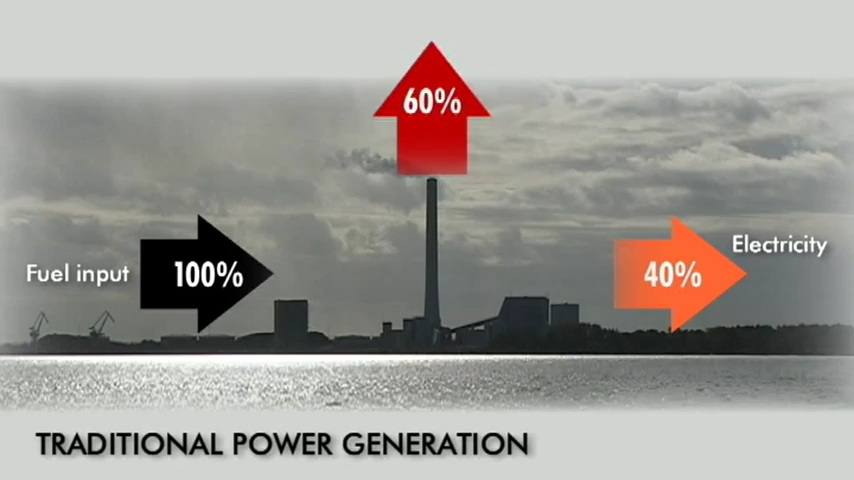 60%
Fuel input
100%
40%
Electricity
TRADITIONAL POWER GENERATION